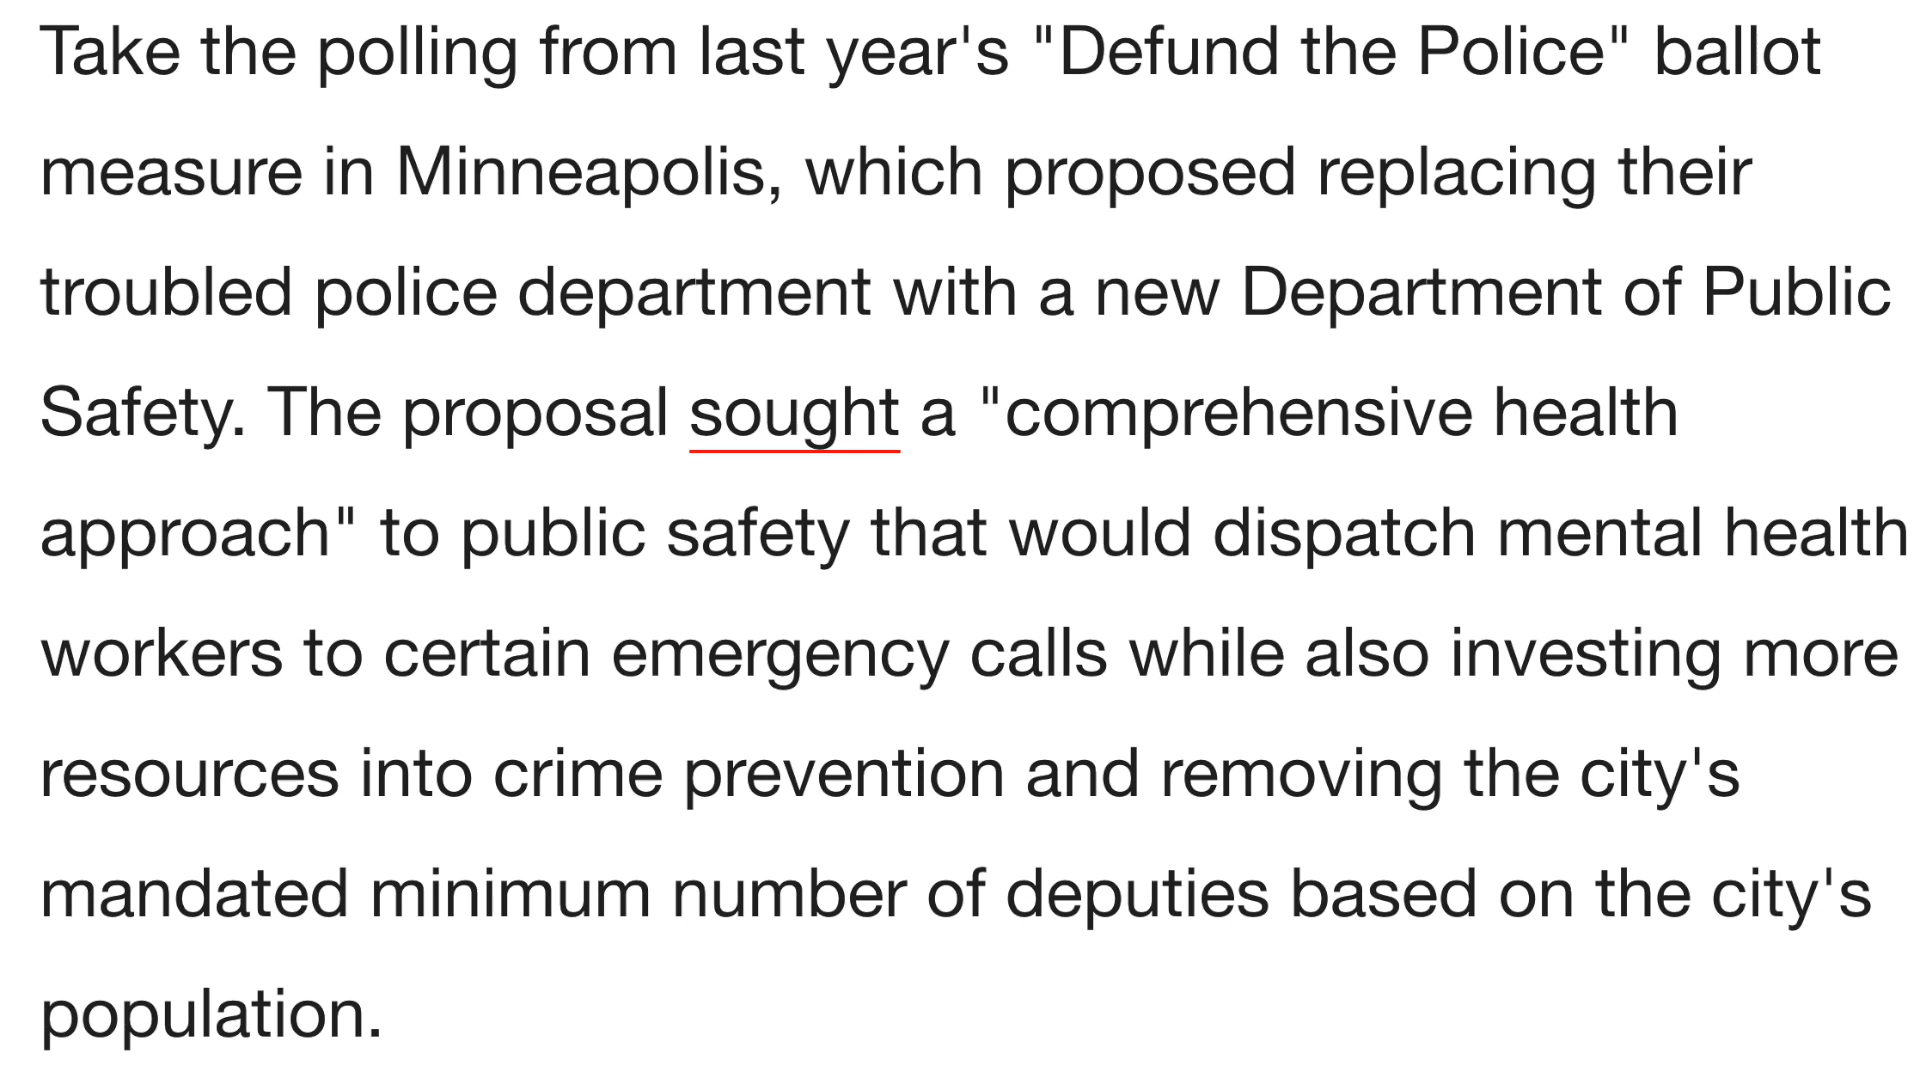 Take the polling from last year's "Defund the Police" ballot
measure in Minneapolis, which proposed replacing their
troubled police department with a new Department of Public
Safety. The proposal sought a "comprehensive health
approach" to public safety that would dispatch mental health
workers to certain emergency calls while also investing more
resources into crime prevention and removing the city's
mandated minimum number of deputies based on the city's
population.